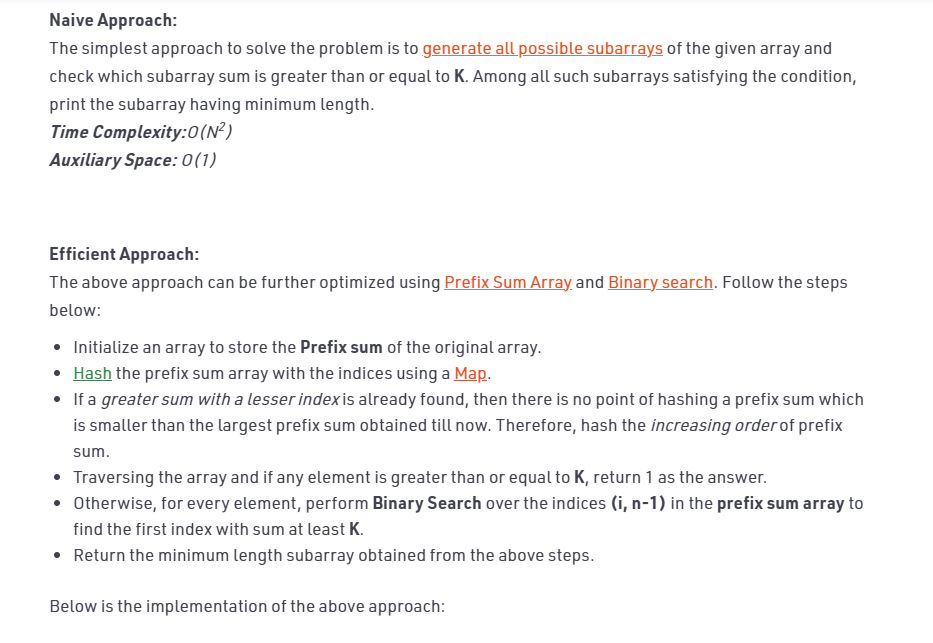 Naive Approach:
The simplest approach to solve the problem is to generate all possible subarrays of the given array and
check which subarray sum is greater than or equal to K. Among all such subarrays satisfying the condition,
print the subarray having minimum length.
Time Complexity:O(N²)
Auxiliary Space: O(1)
Efficient Approach:
The above approach can be further optimized using Prefix Sum Array and Binary search. Follow the steps
below:
• Initialize an array to store the Prefix sum of the original array.
• Hash the prefix sum array with the indices using a Map.
• If a greater sum with a lesser index is already found, then there is no point of hashing a prefix sum which
is smaller than the largest prefix sum obtained till now. Therefore, hash the increasing order of prefix
sum.
• Traversing the array and if any element is greater than or equal to K, return 1 as the answer.
• Otherwise, for every element, perform Binary Search over the indices (i, n-1) in the prefix sum array to
find the first index with sum at least K.
• Return the minimum length subarray obtained from the above steps.
Below is the implementation of the above approach: